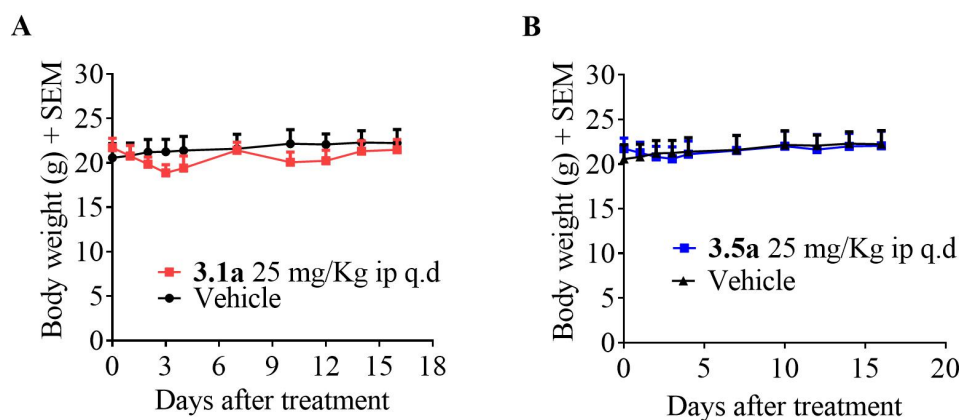 A
Body weight (g) + SEM
30
25
20
15
10
5
0
3.1a 25 mg/Kg ip q.d
Vehicle
0 3 6 9 12 15 18
Days after treatment
B
Body weight (g) + SEM
30
25
20
15
10
5
0
3.5a 25 mg/Kg ip q.d
Vehicle
0 5 10 15 20
Days after treatment